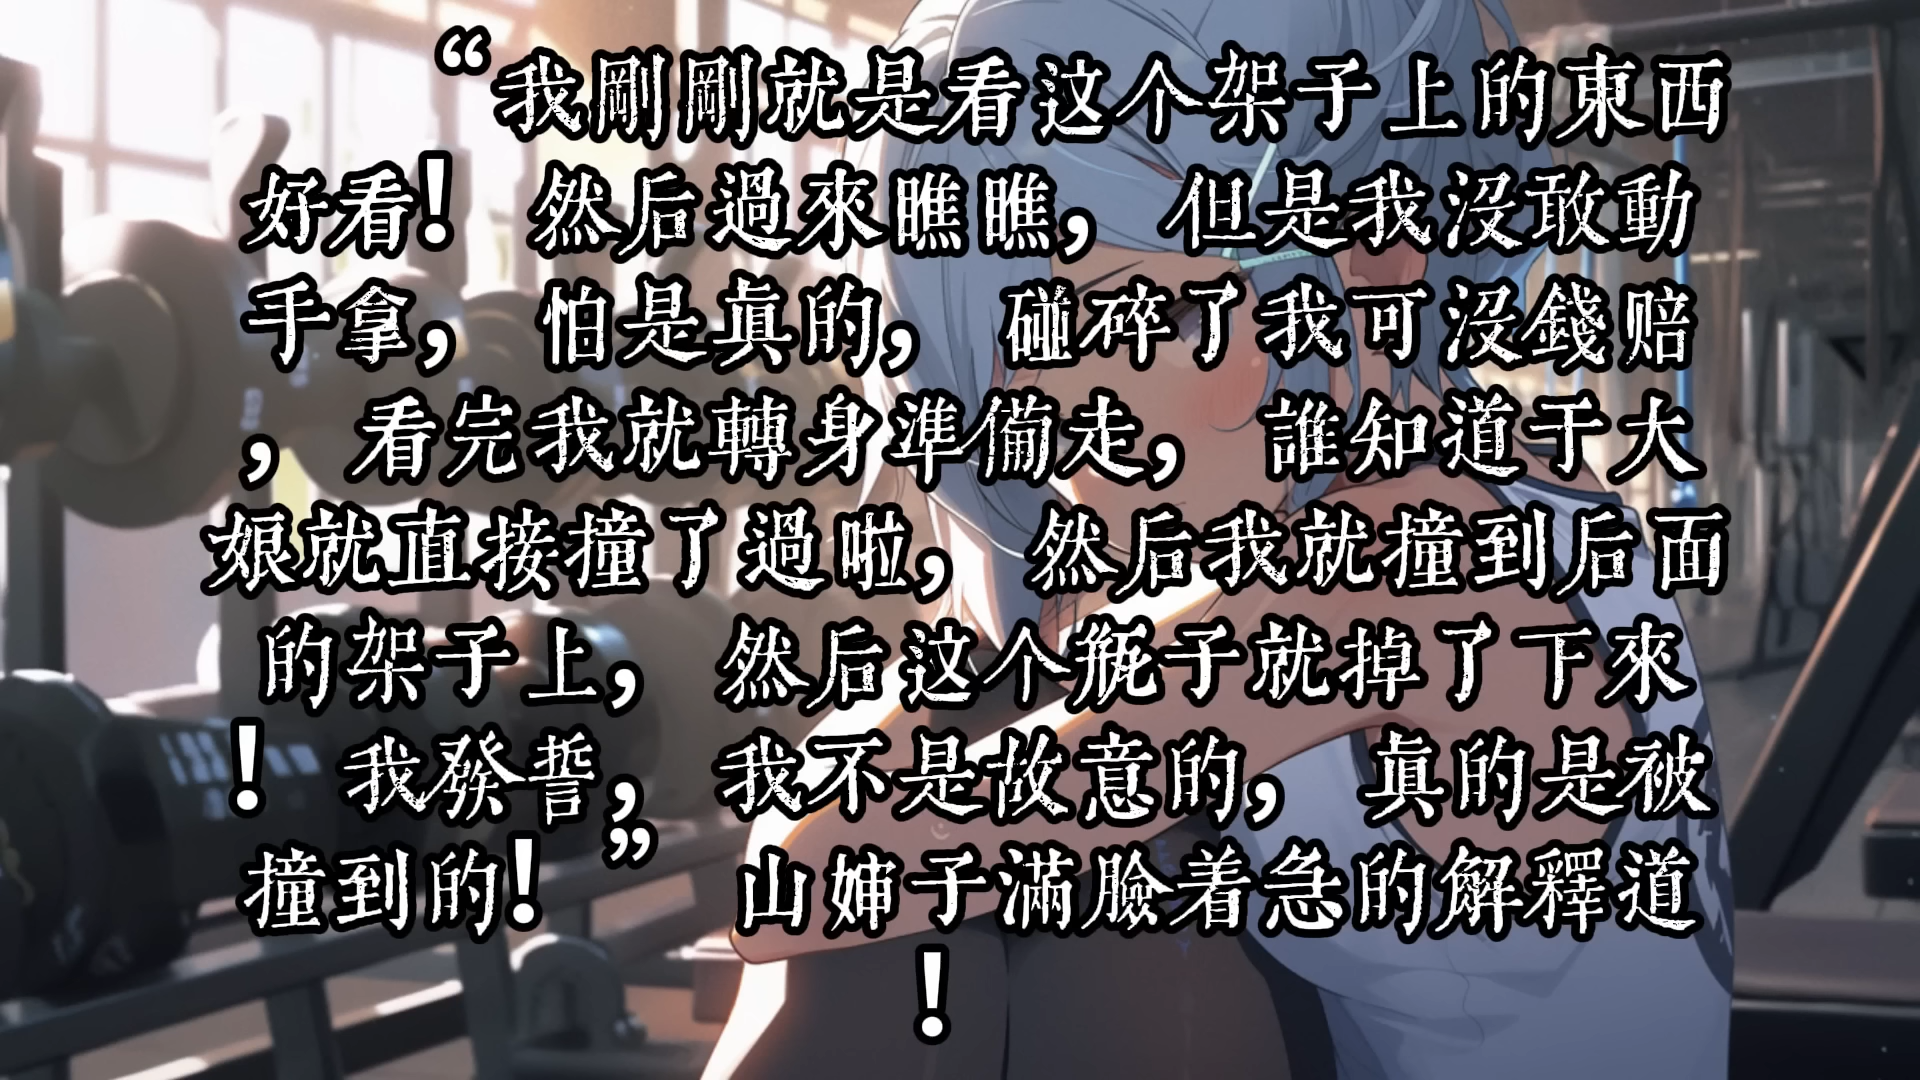 “我剛剛就是看这个架子上的東西
好看！然后過來瞧瞧，但是我沒敢動
手拿，怕是真的，碰碎了我可沒錢赔
，看完我就轉身準備走，誰知道于大
娘就直接撞了過啦，然后我就撞到后面
的架子上，然后这个瓶子就掉了下來
！我發誓，我不是故意的，真的是被
撞到的！”山婶子滿臉着急的解釋道
！